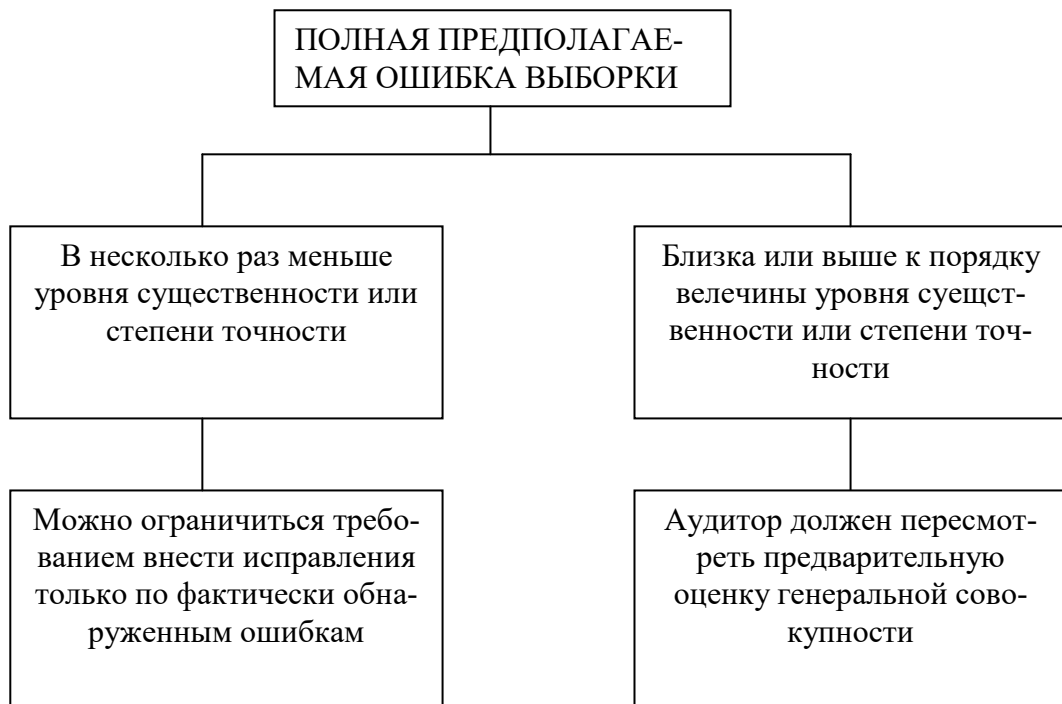 ПОЛНАЯ ПРЕДПОЛАГАЕ-
МАЯ ОШИБКА ВЫБОРКИ
В несколько раз меньше
уровня существенности или
степени точности
Близка или выше к порядку
велечины уровня суещст-
венности или степени точ-
ности
Можно ограничиться требо-
ванием внести исправления
только по фактически обна-
руженным ошибкам
Аудитор должен пересмот-
реть предварительную
оценку генеральной сово-
купности